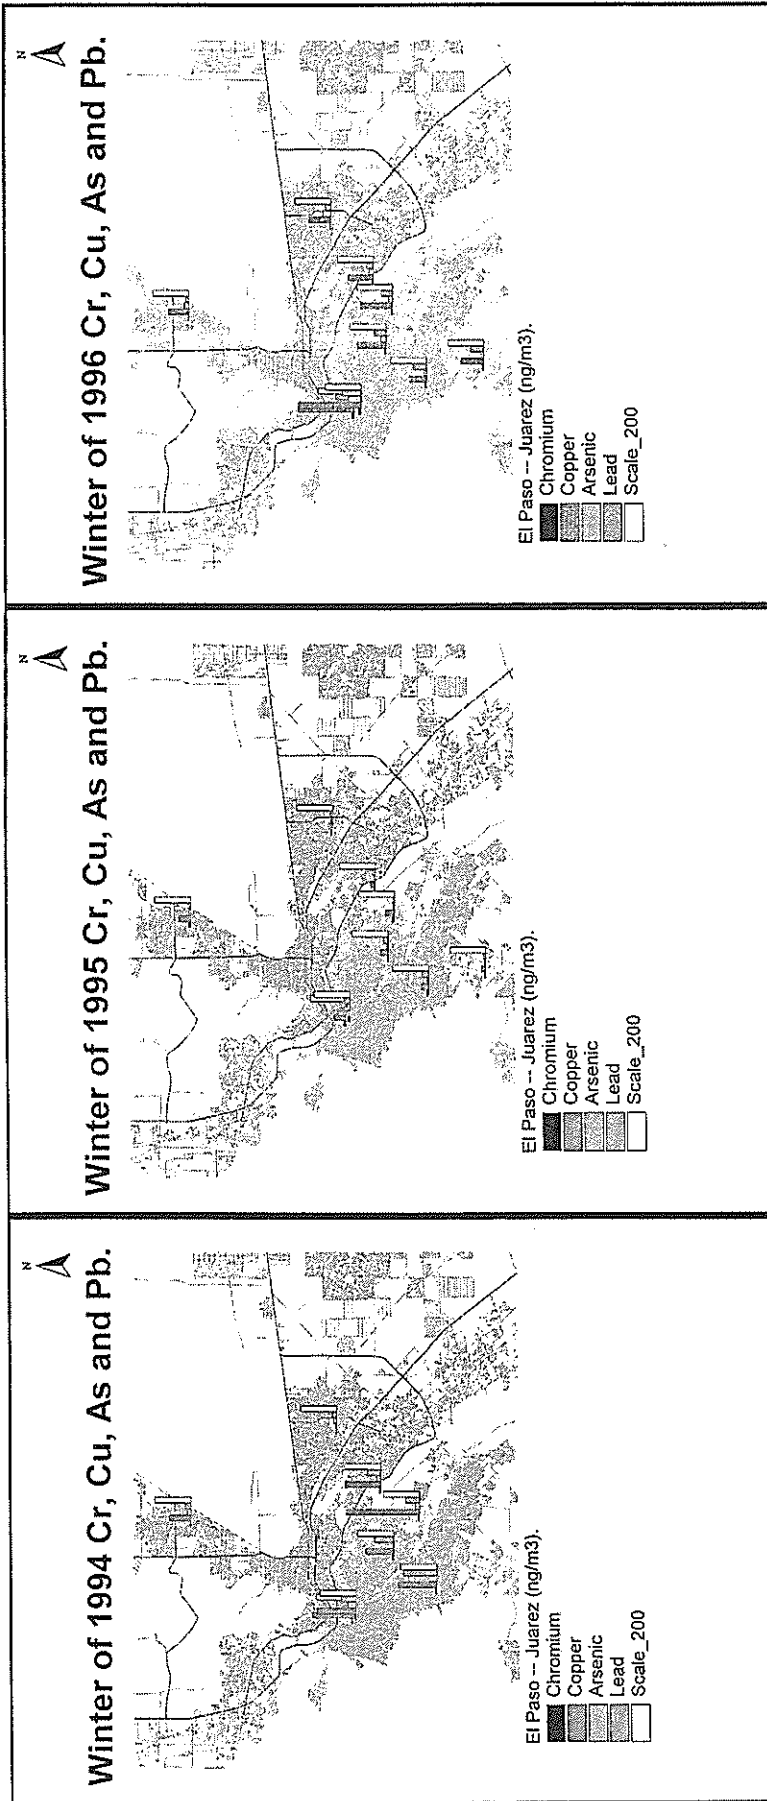 Winter of 1994 Cr, Cu, As and Pb.
N
El Paso -- Juarez (ng/m3).
Chromium
Copper
Arsenic
Lead
Scale_200
Winter of 1995 Cr, Cu, As and Pb.
N
El Paso -- Juarez (ng/m3).
Chromium
Copper
Arsenic
Lead
Scale_200
Winter of 1996 Cr, Cu, As and Pb.
N
El Paso -- Juarez (ng/m3).
Chromium
Copper
Arsenic
Lead
Scale_200